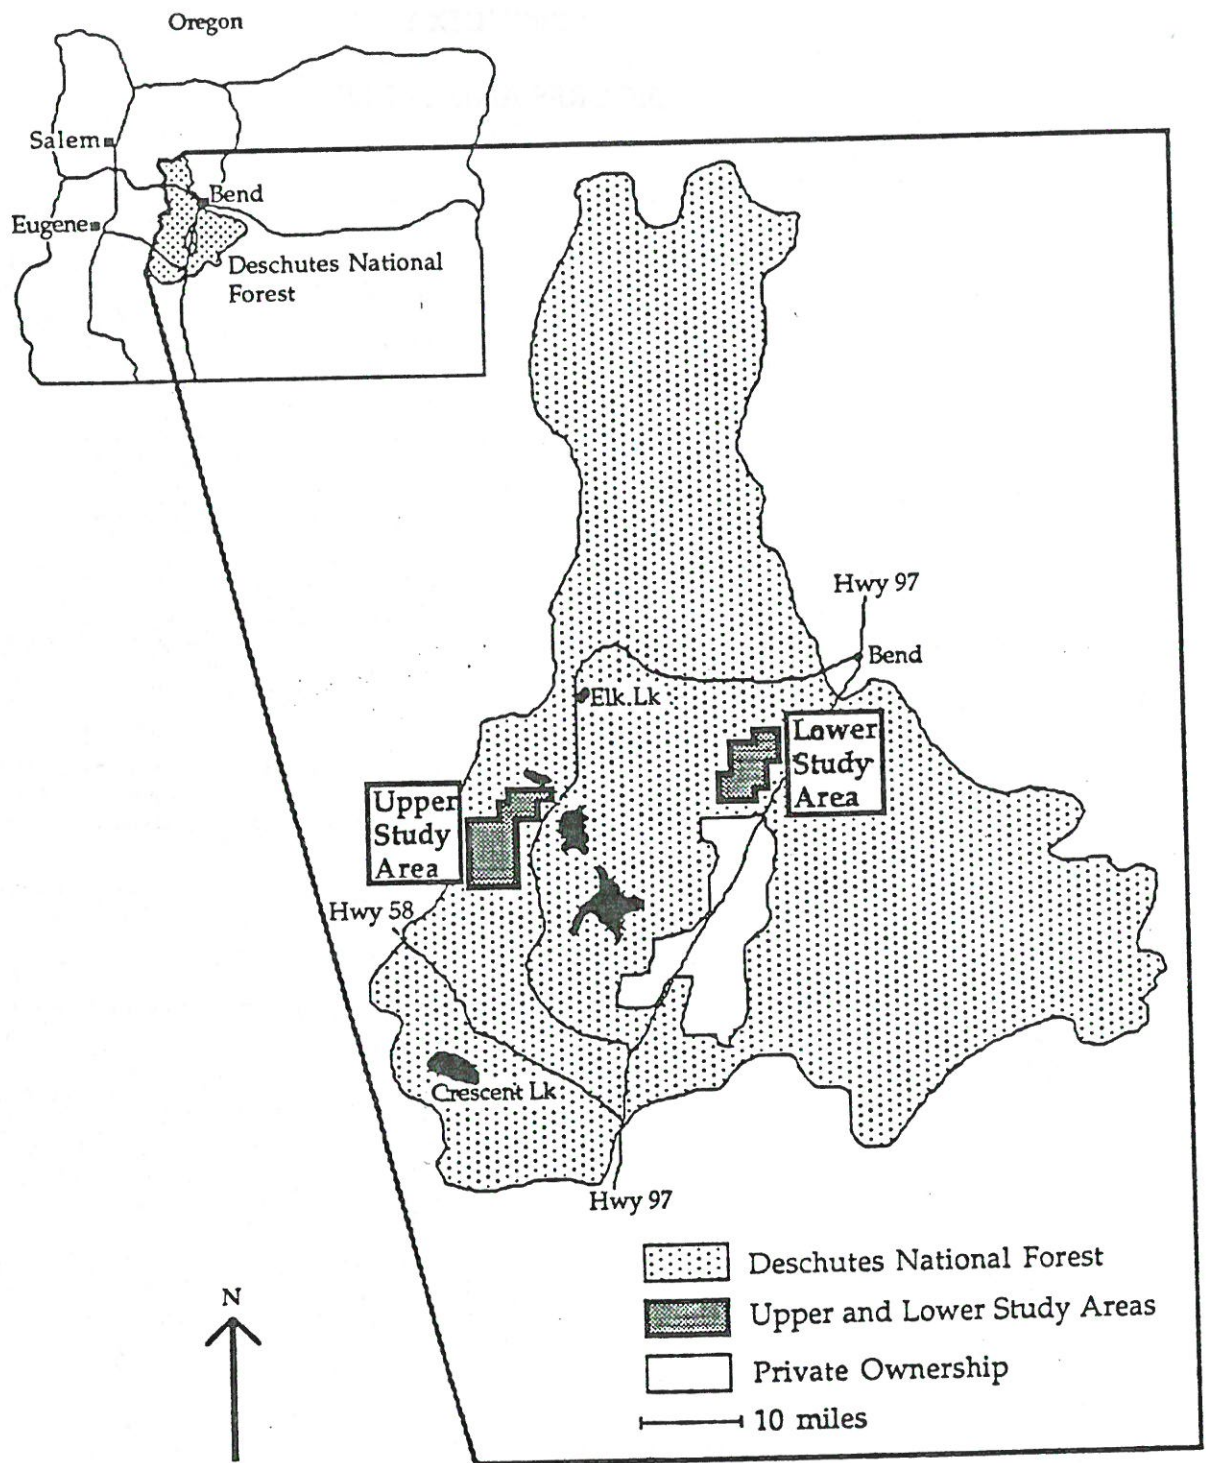 Oregon
Salem
Bend
Eugene
Deschutes National
Forest
Hwy 97
Bend
Elk Lk
Lower
Study
Area
Upper
Study
Area
Hwy 58
Crescent Lk
Hwy 97
N
Deschutes National Forest
Upper and Lower Study Areas
Private Ownership
10 miles